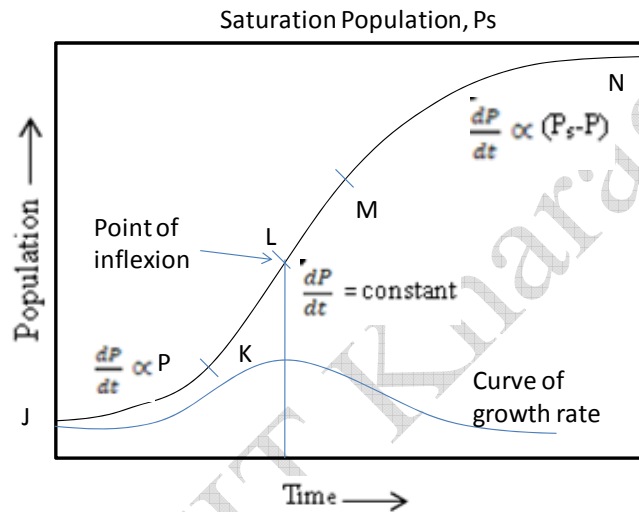 Saturation Population, Ps
N
dP/dt ∝ (Ps-P)
M
Point of
inflexion
L
dP/dt = constant
Population
dP/dt ∝ P
K
J
Curve of
growth rate
Time